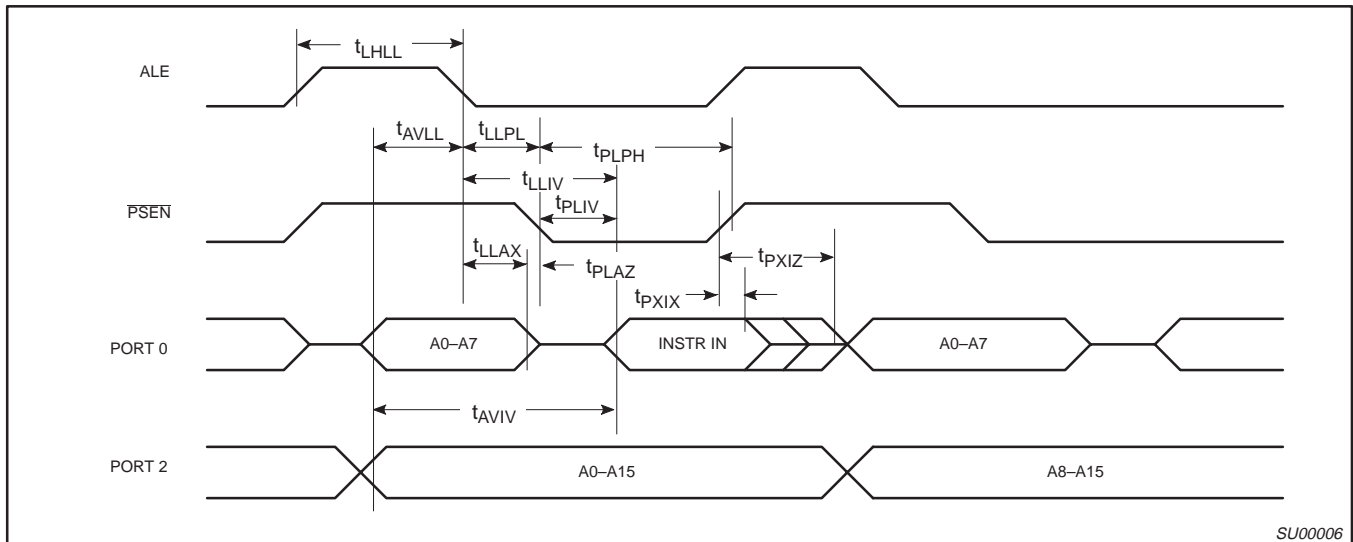 tLHLL
ALE
tAVLL tLLPL tPLPH
tLLIV
PSEN
tPLIV
tLLAX tPLAZ tPXIZ
tPXIX
PORT 0 A0–A7 INSTR IN A0–A7
tAVIV
PORT 2 A0–A15 A8–A15
SU00006